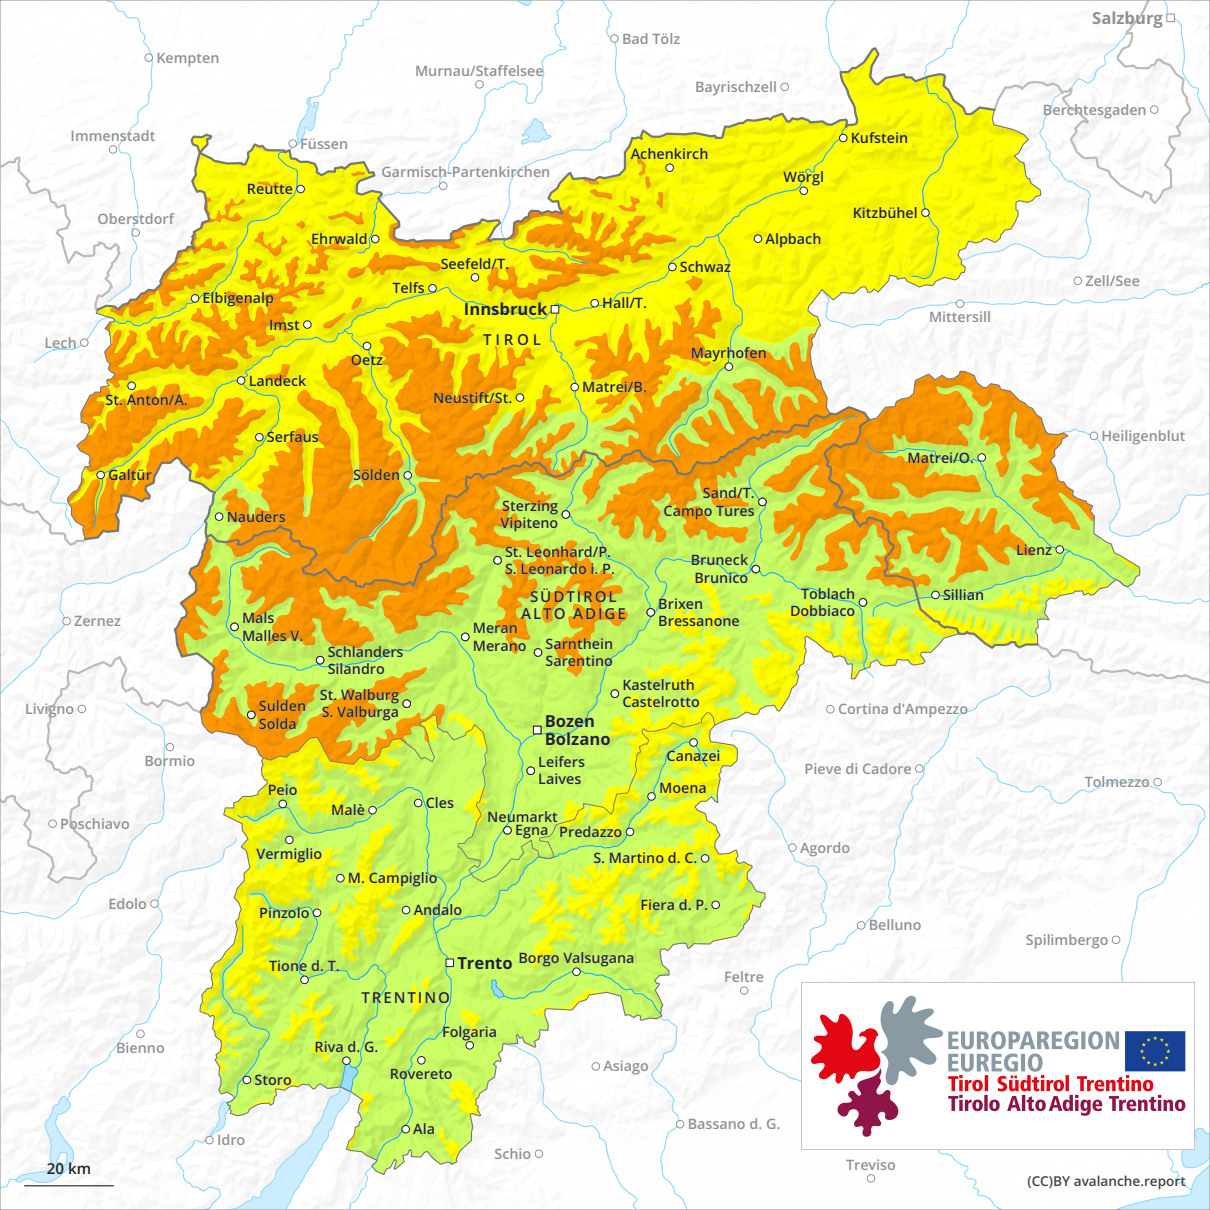 Salzburg
Bad Tölz
Kempten
Murnau/Staffelsee
Bayrischzell
Berchtesgaden
Immenstadt
Füssen
Kufstein
Achenkirch
Garmisch-Partenkirchen
Wörgl
Reutte
Oberstdorf
Kitzbühel
Ehrwald
Alpbach
Seefeld/T.
Schwaz
Zell/See
Telfs
Elbigenalp
Innsbruck
Hall/T.
Mittersill
Imst
Lech
TIROL
Oetz
Mayrhofen
Landeck
Matrei/B.
St. Anton/A.
Neustift/St.
Serfaus
Heiligenblut
Matrei/O.
Galtür
Sölden
Sand/T.
Campo Tures
Sterzing
Vipiteno
Nauders
St. Leonhard/P.
S. Leonardo i. P.
Lienz
Bruneck
Brunico
SÜDTIROL
ALTO ADIGE
Toblach
Dobbiaco
Sillian
Brixen
Bressanone
Zernez
Mals
Malles V.
Meran
Merano
Sarnthein
Sarentino
Schlanders
Silandro
Kastelruth
Castelrotto
St. Walburg
S. Valburga
Sulden
Solda
Livigno
Cortina d'Ampezzo
Bozen
Bolzano
Bormio
Canazei
Leifers
Laives
Pieve di Cadore
Tolmezzo
Peio
Moena
Malè
Cles
Neumarkt
Egna
Predazzo
Poschiavo
Vermiglio
Agordo
S. Martino d. C.
M. Campiglio
Edolo
Pinzolo
Andalo
Fiera d. P.
Belluno
Spilimbergo
Trento
Borgo Valsugana
Tione d. T.
Feltre
TRENTINO
Folgaria
Bienno
Riva d. G.
EUROPAREGION
EUREGIO
Tirol Südtirol Trentino
Tirolo Alto Adige Trentino
Rovereto
Asiago
Storo
Ala
Bassano d. G.
Idro
Schio
Treviso
20 km
(CC)BY avalanche.report